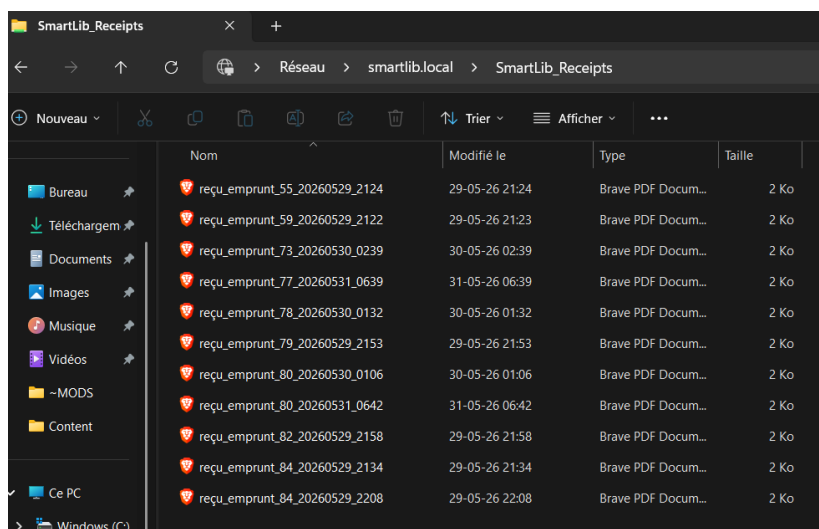 SmartLib_Receipts
Réseau > smartlib.local > SmartLib_Receipts
Nouveau
Trier
Afficher
Nom Modifié le Type Taille
Bureau
Téléchargem
Documents
Images
Musique
Vidéos
~MODS
Content
Ce PC
Windows (C:)
reçu_emprunt_55_20260529_2124 29-05-26 21:24 Brave PDF Docum... 2 Ko
reçu_emprunt_59_20260529_2122 29-05-26 21:23 Brave PDF Docum... 2 Ko
reçu_emprunt_73_20260530_0239 30-05-26 02:39 Brave PDF Docum... 2 Ko
reçu_emprunt_77_20260531_0639 31-05-26 06:39 Brave PDF Docum... 2 Ko
reçu_emprunt_78_20260530_0132 30-05-26 01:32 Brave PDF Docum... 2 Ko
reçu_emprunt_79_20260529_2153 29-05-26 21:53 Brave PDF Docum... 2 Ko
reçu_emprunt_80_20260530_0106 30-05-26 01:06 Brave PDF Docum... 2 Ko
reçu_emprunt_80_20260531_0642 31-05-26 06:42 Brave PDF Docum... 2 Ko
reçu_emprunt_82_20260529_2158 29-05-26 21:58 Brave PDF Docum... 2 Ko
reçu_emprunt_84_20260529_2134 29-05-26 21:34 Brave PDF Docum... 2 Ko
reçu_emprunt_84_20260529_2208 29-05-26 22:08 Brave PDF Docum... 2 Ko